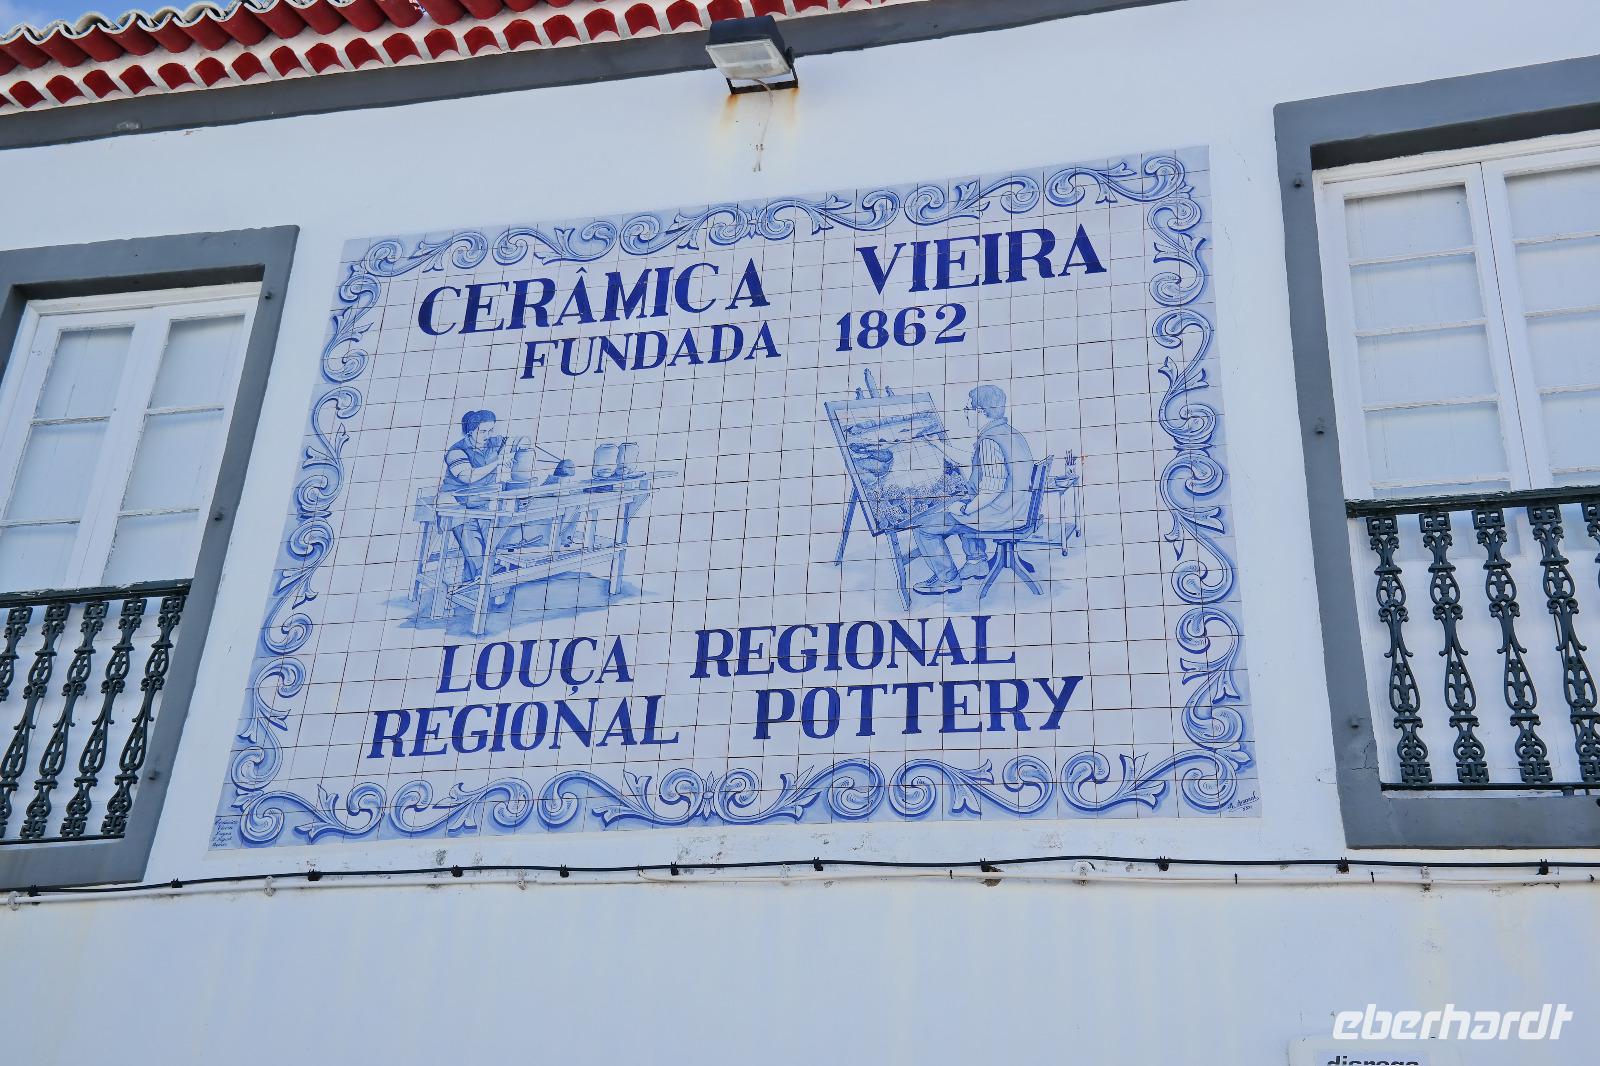 CERÂMICA VIEIRA
FUNDADA 1862
LOUÇA REGIONAL
REGIONAL POTTERY
eberhardt